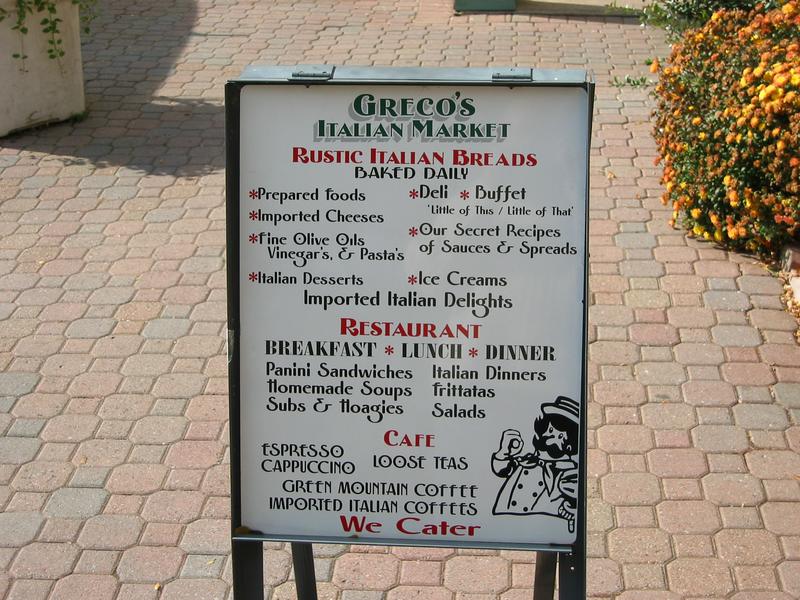 Greco's
Italian Market
Rustic Italian Breads
Baked Daily
*Prepared Foods
*Deli * Buffet
'Little of This / Little of That'
*Imported Cheeses
*Our Secret Recipes
of Sauces & Spreads
*Fine Olive Oils
Vinegar's, & Pasta's
*Italian Desserts
*Ice Creams
Imported Italian Delights
Restaurant
BREAKFAST * LUNCH * DINNER
Panini Sandwiches
Italian Dinners
Homemade Soups
Frittatas
Subs & Hoagies
Salads
Cafe
Espresso
Cappuccino
Loose Teas
Green Mountain Coffee
Imported Italian Coffees
We Cater